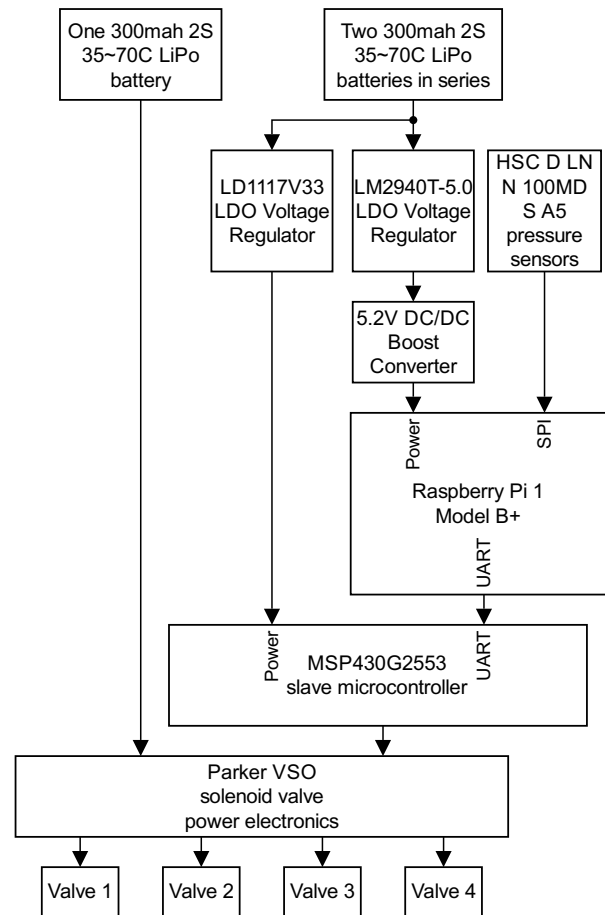 One 300mah 2S
35~70C LiPo
battery
Two 300mah 2S
35~70C LiPo
batteries in series
LD1117V33
LDO Voltage
Regulator
LM2940T-5.0
LDO Voltage
Regulator
HSC D LN
N 100MD
S A5
pressure
sensors
5.2V DC/DC
Boost
Converter
Power
SPI
Raspberry Pi 1
Model B+
UART
Power
UART
MSP430G2553
slave microcontroller
Parker VSO
solenoid valve
power electronics
Valve 1
Valve 2
Valve 3
Valve 4